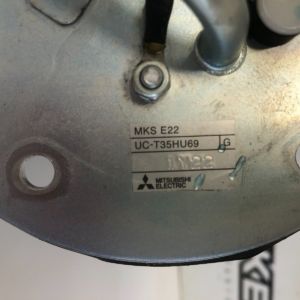 MKS E22
UC-T35HU69 G
MITSUBISHI
ELECTRIC